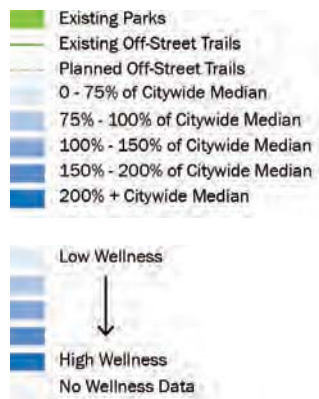 Existing Parks
Existing Off-Street Trails
Planned Off-Street Trails
0 - 75% of Citywide Median
75% - 100% of Citywide Median
100% - 150% of Citywide Median
150% - 200% of Citywide Median
200% + Citywide Median
Low Wellness
High Wellness
No Wellness Data